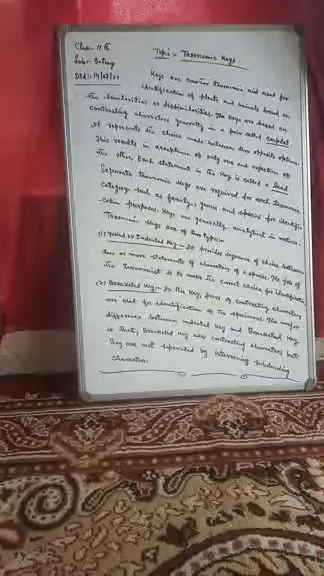 Class:- 11th
Sub:- Botany
Date:- 19/07/21
Topic:- Taxonomic Keys.
Keys are another taxonomic aid used for
identification of plants and animals based on
the similarities or dissimilarities. The keys are based on
contrasting characters generally in a pair called couplet.
It represents the choice made between two opposite options.
This results in acceptance of only one and rejection of
the other. Each statement in the key is called a lead
Separate taxonomic keys are required for each taxonomic
category such as family, genus and species for identifi-
-cation purposes. Keys are generally analytical in nature.
Taxonomic keys are of two types:-
(1) Yoked or Indented Key:- It provides sequence of choice between
two or more statements of characters of a species. The job of
the taxonomist is to make the correct choice for identification
(2) Bracketed Key:- In this key pairs of contrasting characters
are used for identification of the specimens. The major
difference between indented key and Bracketed key
is that, Bracketed key uses contrasting characters but
they are not separated by intervening subdividing
characters.